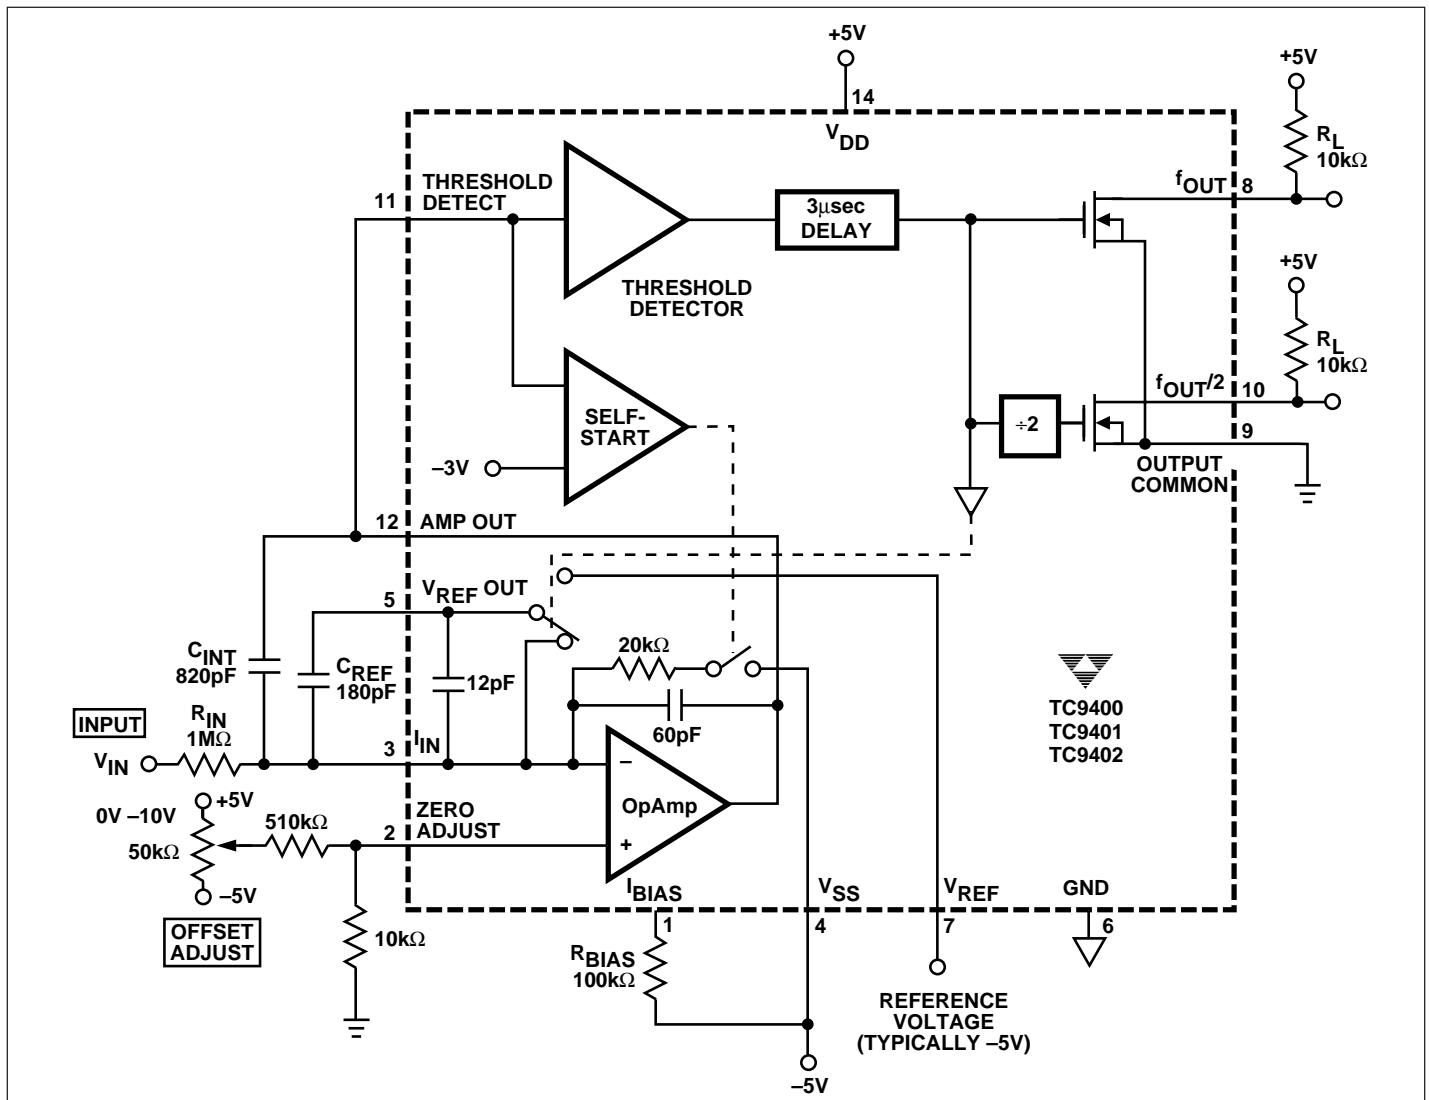 +5V
14
VDD
+5V
RL
10kΩ
fOUT 8
THRESHOLD
DETECT
11
3µsec
DELAY
THRESHOLD
DETECTOR
+5V
RL
10kΩ
fOUT/2
10
÷2
9
OUTPUT
COMMON
SELF-
START
–3V
12 AMP OUT
VREF OUT
5
20kΩ
CINT
820pF
CREF
180pF
12pF
60pF
TC9400
TC9401
TC9402
INPUT
RIN
1MΩ
VIN
3
IIN
–
OpAmp
+
0V –10V
+5V
50kΩ
–5V
510kΩ
2
ZERO
ADJUST
OFFSET
ADJUST
10kΩ
IBIAS
1
RBIAS
100kΩ
VSS
4
VREF
7
GND
6
REFERENCE
VOLTAGE
(TYPICALLY –5V)
–5V